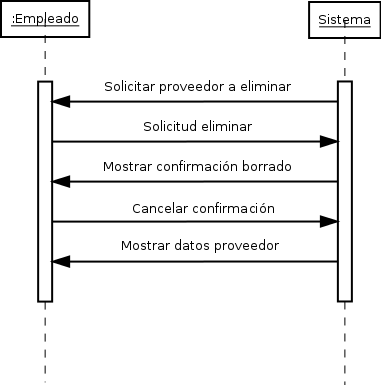 :Empleado
Sistema
Solicitar proveedor a eliminar
Solicitud eliminar
Mostrar confirmación borrado
Cancelar confirmación
Mostrar datos proveedor